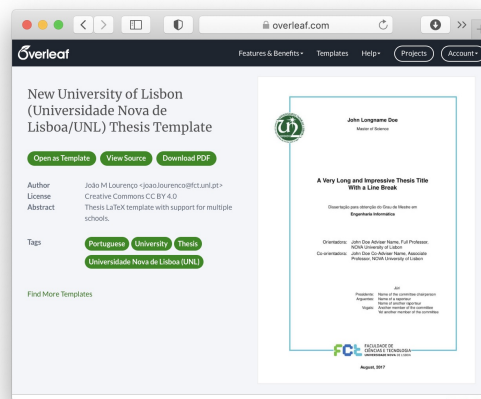 overleaf.com
Overleaf
Features & Benefits
Templates
Help
Projects
Account
New University of Lisbon
(Universidade Nova de
Lisboa/UNL) Thesis Template
Open as Template
View Source
Download PDF
Author João M Lourenço <joao.lourenco@fct.unl.pt>
License Creative Commons CC BY 4.0
Abstract Thesis LaTeX template with support for multiple
schools.
Tags Portuguese University Thesis
Universidade Nova de Lisboa (UNL)
Find More Templates
John Longname Doe
Master of Science
A Very Long and Impressive Thesis Title
With a Line Break
Dissertação para obtenção do Grau de Mestre em
Engenharia Informática
Orientadora: John Doe Adviser Name, Full Professor,
NOVA University of Lisbon
Co-orientadores: John Doe Co-Adviser Name, Associate
Professor, NOVA University of Lisbon
Júri
Presidente: Name of the committee chairperson
Arguentes: Name of a raporteur
Name of another raporteur
Vogais: Another member of the committee
Yet another member of the committee
FCt FACULDADE DE
CIÊNCIAS E TECNOLOGIA
UNIVERSIDADE NOVA DE LISBOA
August, 2017